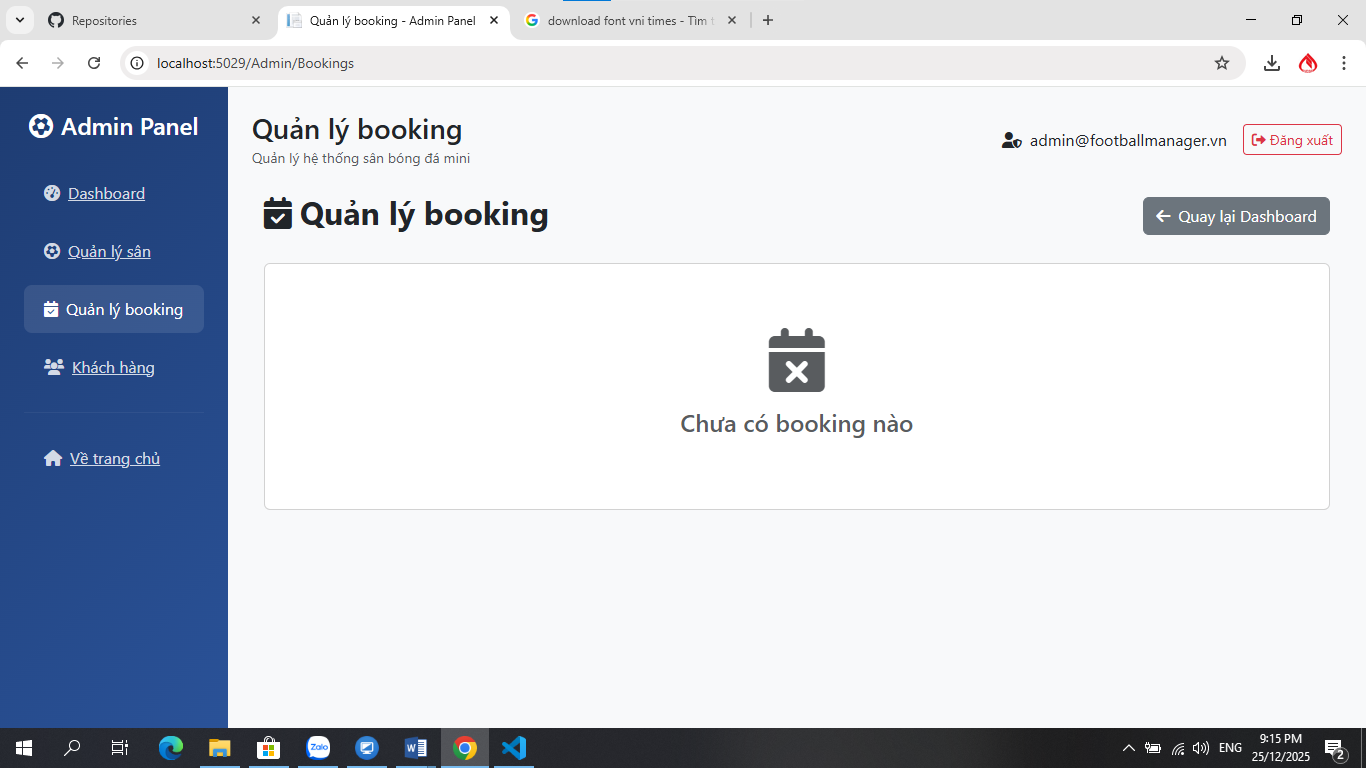 Repositories
Quản lý booking - Admin Panel
download font vni times - Tìm
localhost:5029/Admin/Bookings
Admin Panel
Dashboard
Quản lý sân
Quản lý booking
Khách hàng
Về trang chủ
Quản lý booking
Quản lý hệ thống sân bóng đá mini
admin@footballmanager.vn
Đăng xuất
Quản lý booking
Quay lại Dashboard
Chưa có booking nào
Zalo
ENG
9:15 PM
25/12/2025
2